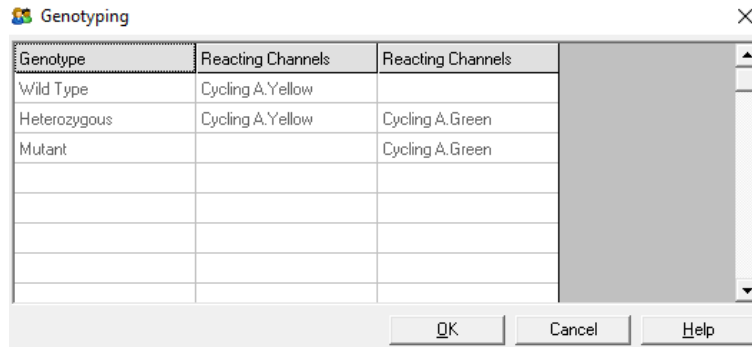 Genotyping
Genotype Reacting Channels Reacting Channels
Wild Type Cycling A.Yellow
Heterozygous Cycling A.Yellow Cycling A.Green
Mutant Cycling A.Green
OK Cancel Help